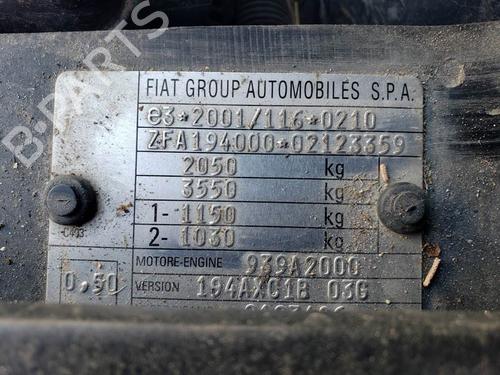 B-PARTS
FIAT GROUP AUTOMOBILES S.P.A.
e3*2001/116*0210
ZFA194000*02123359
2050 kg
3550 kg
1- 1150 kg
2- 1030 kg
C403
MOTORE-ENGINE 939A2000
0,50 VERSION 194AXC1B 03G